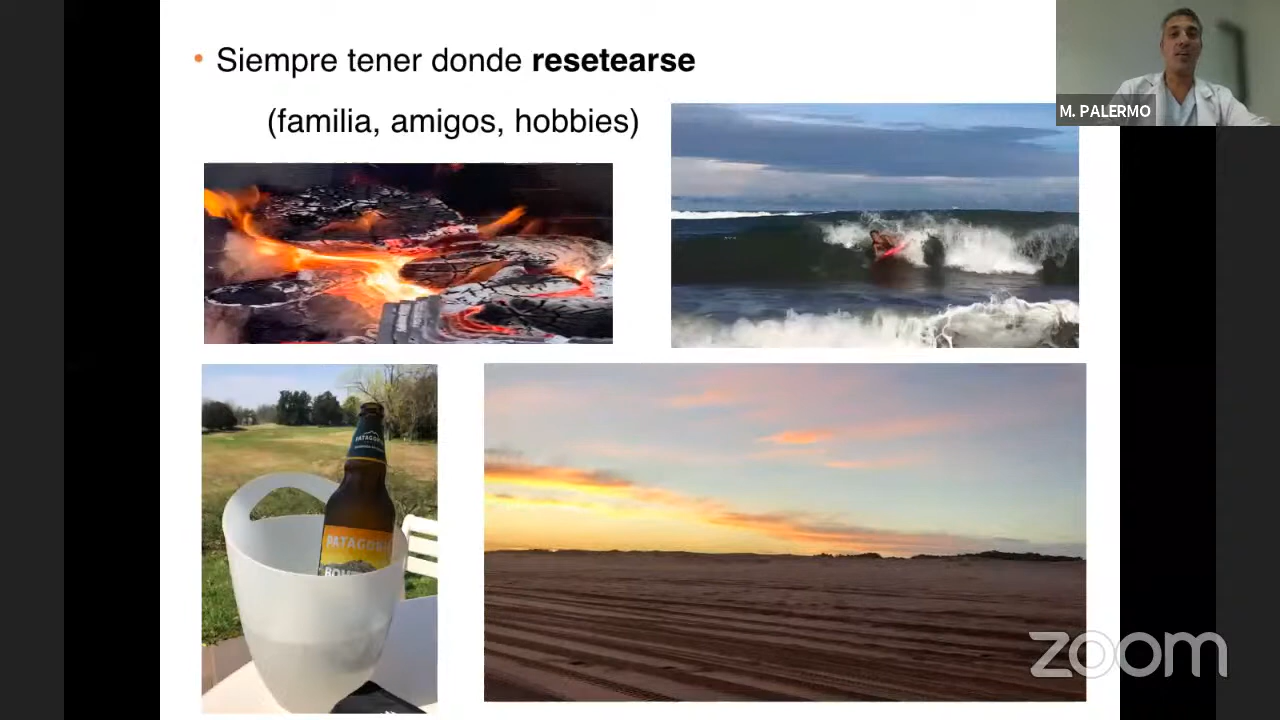 • Siempre tener donde resetearse
(familia, amigos, hobbies)
M. PALERMO
PATAGONIA
zoom